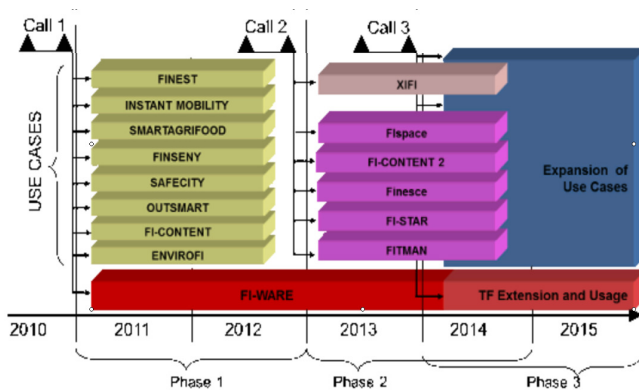 Call 1
Call 2
Call 3
USE CASES
FINEST
INSTANT MOBILITY
SMARTAGRIFOOD
FINSENY
SAFECITY
OUTSMART
FI-CONTENT
ENVIROFI
XIFI
FIspace
FI-CONTENT 2
Finesce
FI-STAR
FITMAN
Expansion of
Use Cases
FI-WARE
TF Extension and Usage
2010
2011
2012
2013
2014
2015
Phase 1
Phase 2
Phase 3